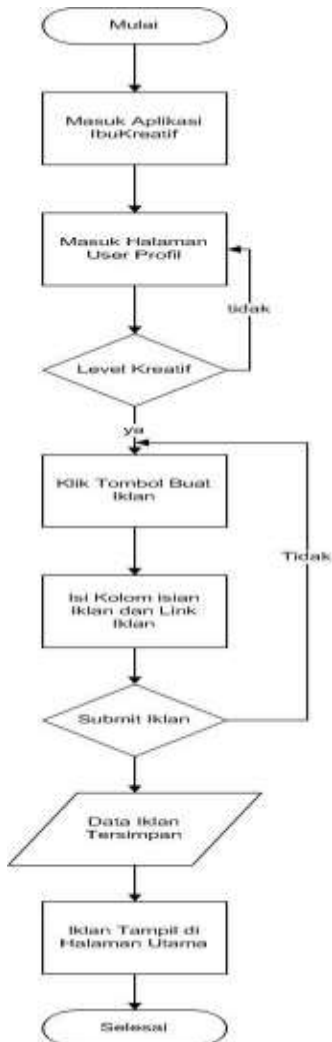 Mulai
Masuk Aplikasi
IbuKreatif
Masuk Halaman
User Profil
tidak
Level Kreatif
ya
Klik Tombol Buat
Iklan
Tidak
Isi Kolom isian
Iklan dan Link
Iklan
Submit Iklan
Data Iklan
Tersimpan
Iklan Tampil di
Halaman Utama
Selesai